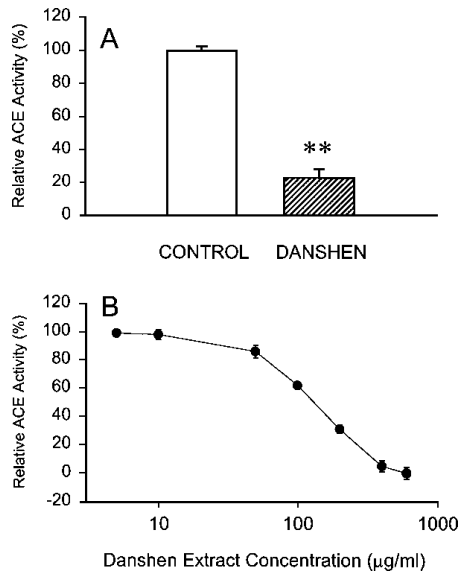 A
Relative ACE Activity (%)
120
100
80
60
40
20
0
**
CONTROL DANSHEN
B
Relative ACE Activity (%)
120
100
80
60
40
20
0
-20
10 100 1000
Danshen Extract Concentration (μg/ml)